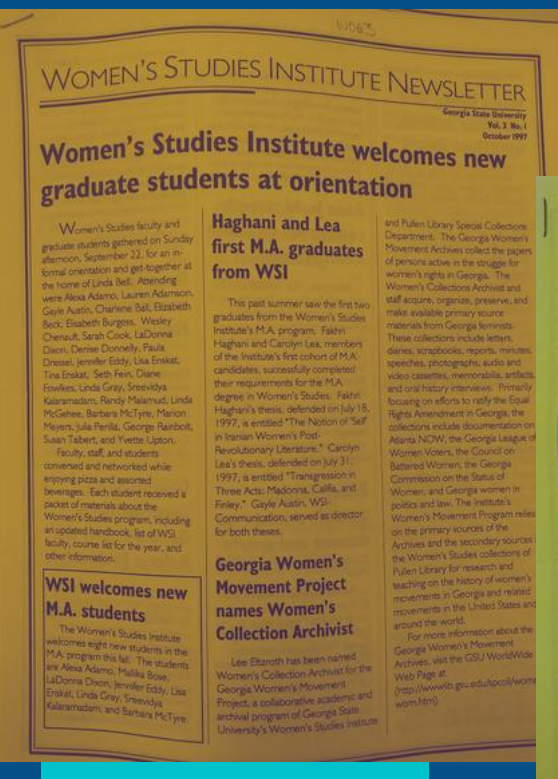 WOMEN'S STUDIES INSTITUTE NEWSLETTER
Georgia State University
Vol. 3 No. 1
October 1997
Women's Studies Institute welcomes new
graduate students at orientation
Women's Studies faculty and
graduate students gathered on Sunday
afternoon, September 22, for an in-
formal orientation and get-together at
the home of Linda Bell. Attending
were Alexa Adamo, Lauren Adamson,
Gayle Austin, Charlene Ball, Elizabeth
Beck, Elisabeth Burgess, Wesley
Chenault, Sarah Cook, LaDonna
Dixon, Denise Donnelly, Paula
Dressel, Jennifer Eddy, Lisa Enskat,
Tina Enskat, Seth Fein, Diane
Fowlkes, Linda Gray, Sreevidya
Kalaramadam, Randy Malamud, Linda
McGehee, Barbara McTyre, Marion
Meyers, Julia Perilla, George Rainbolt,
Susan Talbert, and Yvette Upton.
Faculty, staff, and students
conversed and networked while
enjoying pizza and assorted
beverages. Each student received a
packet of materials about the
Women's Studies program, including
an updated handbook, list of WSI
faculty, course list for the year, and
other information.
WSI welcomes new
M.A. students
The Women's Studies Institute
welcomes eight new students in the
M.A. program this fall. The students
are Alexa Adamo, Mallika Bose,
LaDonna Dixon, Jennifer Eddy, Lisa
Enskat, Linda Gray, Sreevidya
Kalaramadam, and Barbara McTyre.
Haghani and Lea
first M.A. graduates
from WSI
This past summer saw the first two
graduates from the Women's Studies
Institute's M.A. program. Fakhri
Haghani and Carolyn Lea, members
of the Institute's first cohort of M.A.
candidates, successfully completed
their requirements for the M.A.
degree in Women's Studies. Fakhri
Haghani's thesis, defended on July 18,
1997, is entitled "The Notion of 'Self'
in Iranian Women's Post-
Revolutionary Literature." Carolyn
Lea's thesis, defended on July 31,
1997, is entitled "Transgression in
Three Acts: Madonna, Califia, and
Finley." Gayle Austin, WSI-
Communication, served as director
for both theses.
Georgia Women's
Movement Project
names Women's
Collection Archivist
Lee Eltzroth has been named
Women's Collection Archivist for the
Georgia Women's Movement
Project, a collaborative academic and
archival program of Georgia State
University's Women's Studies Institute
and Pullen Library Special Collections
Department. The Georgia Women's
Movement Archives collect the papers
of persons active in the struggle for
women's rights in Georgia. The
Women's Collections Archivist and
staff acquire, organize, preserve, and
make available primary source
materials from Georgia feminists.
These collections include letters,
diaries, scrapbooks, reports, minutes,
speeches, photographs, audio and
video cassettes, memorabilia, artifacts,
and oral history interviews. Primarily
focusing on efforts to ratify the Equal
Rights Amendment in Georgia, the
collections include documentation on
Atlanta NOW, the Georgia League of
Women Voters, the Council on
Battered Women, the Georgia
Commission on the Status of
Women, and Georgia women in
politics and law. The Institute's
Women's Movement Program relies
on the primary sources of the
Archives and the secondary sources
the Women's Studies collections of
Pullen Library for research and
teaching on the history of women's
movements in Georgia and related
movements in the United States and
around the world.
For more information about the
Georgia Women's Movement
Archives, visit the GSU WorldWide
Web Page at
(http://wwwlib.gsu.edu/spcoll/wome
wom.htm).